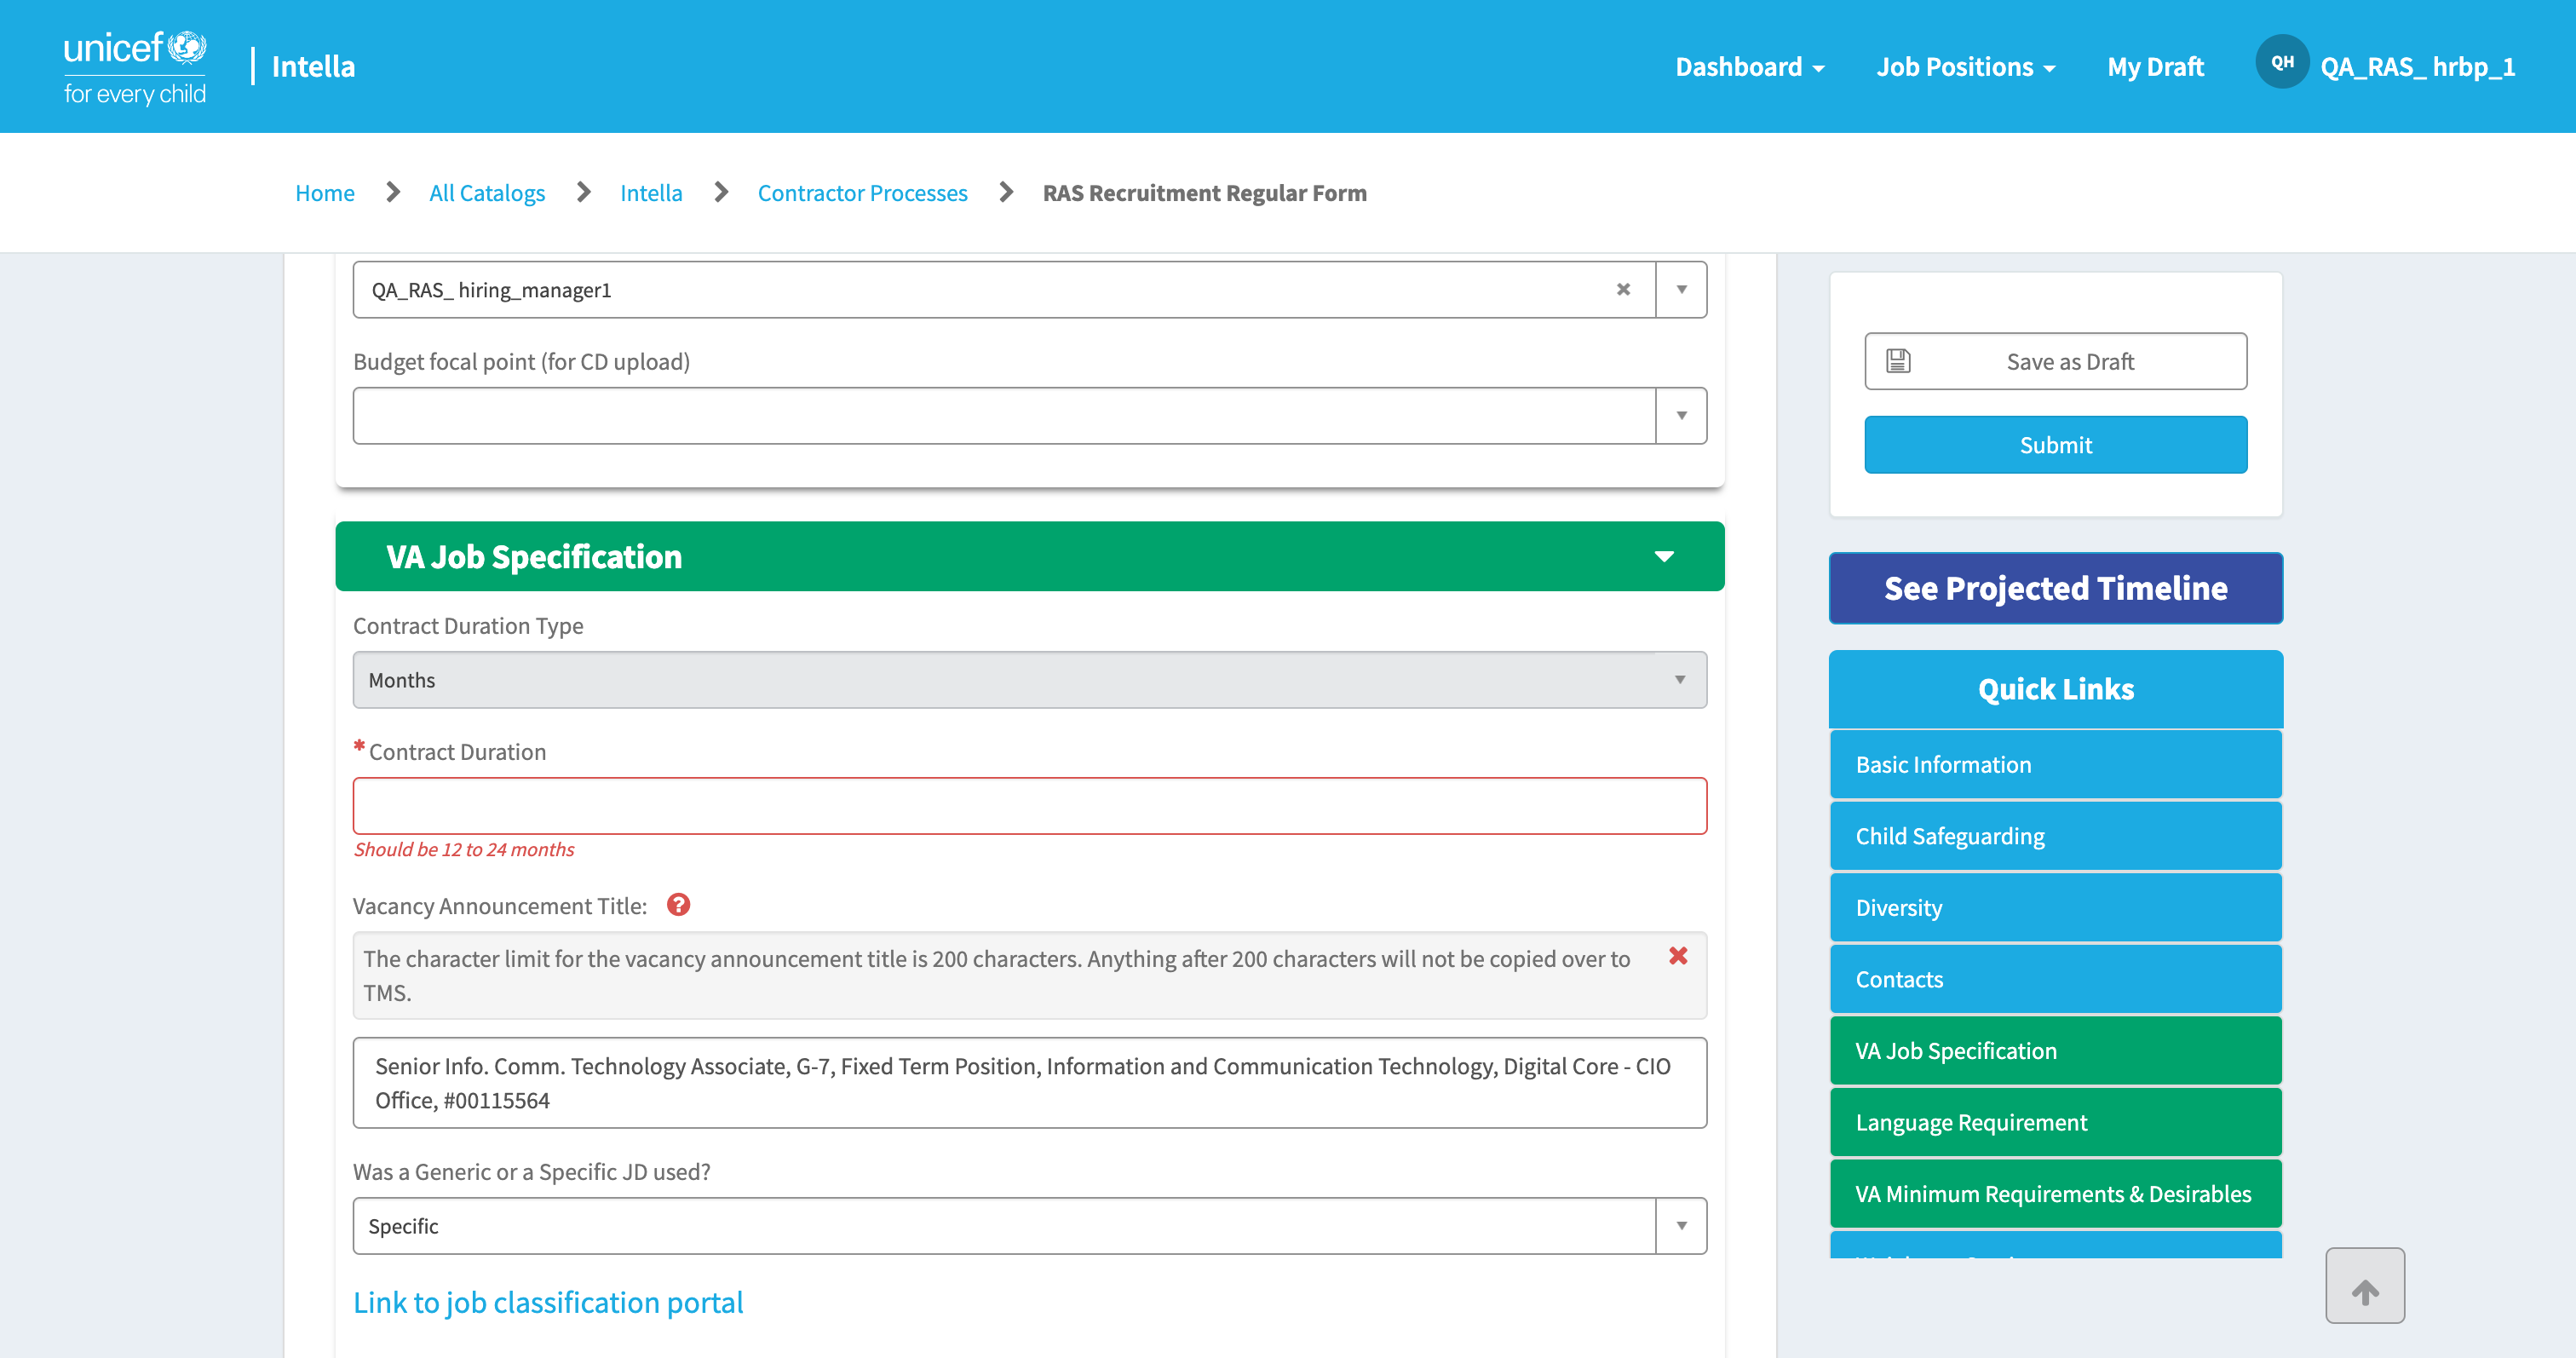 unicef
for every child
Intella
Dashboard
Job Positions
My Draft
QH
QA_RAS_ hrbp_1
Home
All Catalogs
Intella
Contractor Processes
RAS Recruitment Regular Form
QA_RAS_ hiring_manager1
Budget focal point (for CD upload)
VA Job Specification
Contract Duration Type
Months
* Contract Duration
Should be 12 to 24 months
Vacancy Announcement Title:
?
The character limit for the vacancy announcement title is 200 characters. Anything after 200 characters will not be copied over to
TMS.
Senior Info. Comm. Technology Associate, G-7, Fixed Term Position, Information and Communication Technology, Digital Core - CIO
Office, #00115564
Was a Generic or a Specific JD used?
Specific
Link to job classification portal
Save as Draft
Submit
See Projected Timeline
Quick Links
Basic Information
Child Safeguarding
Diversity
Contacts
VA Job Specification
Language Requirement
VA Minimum Requirements & Desirables